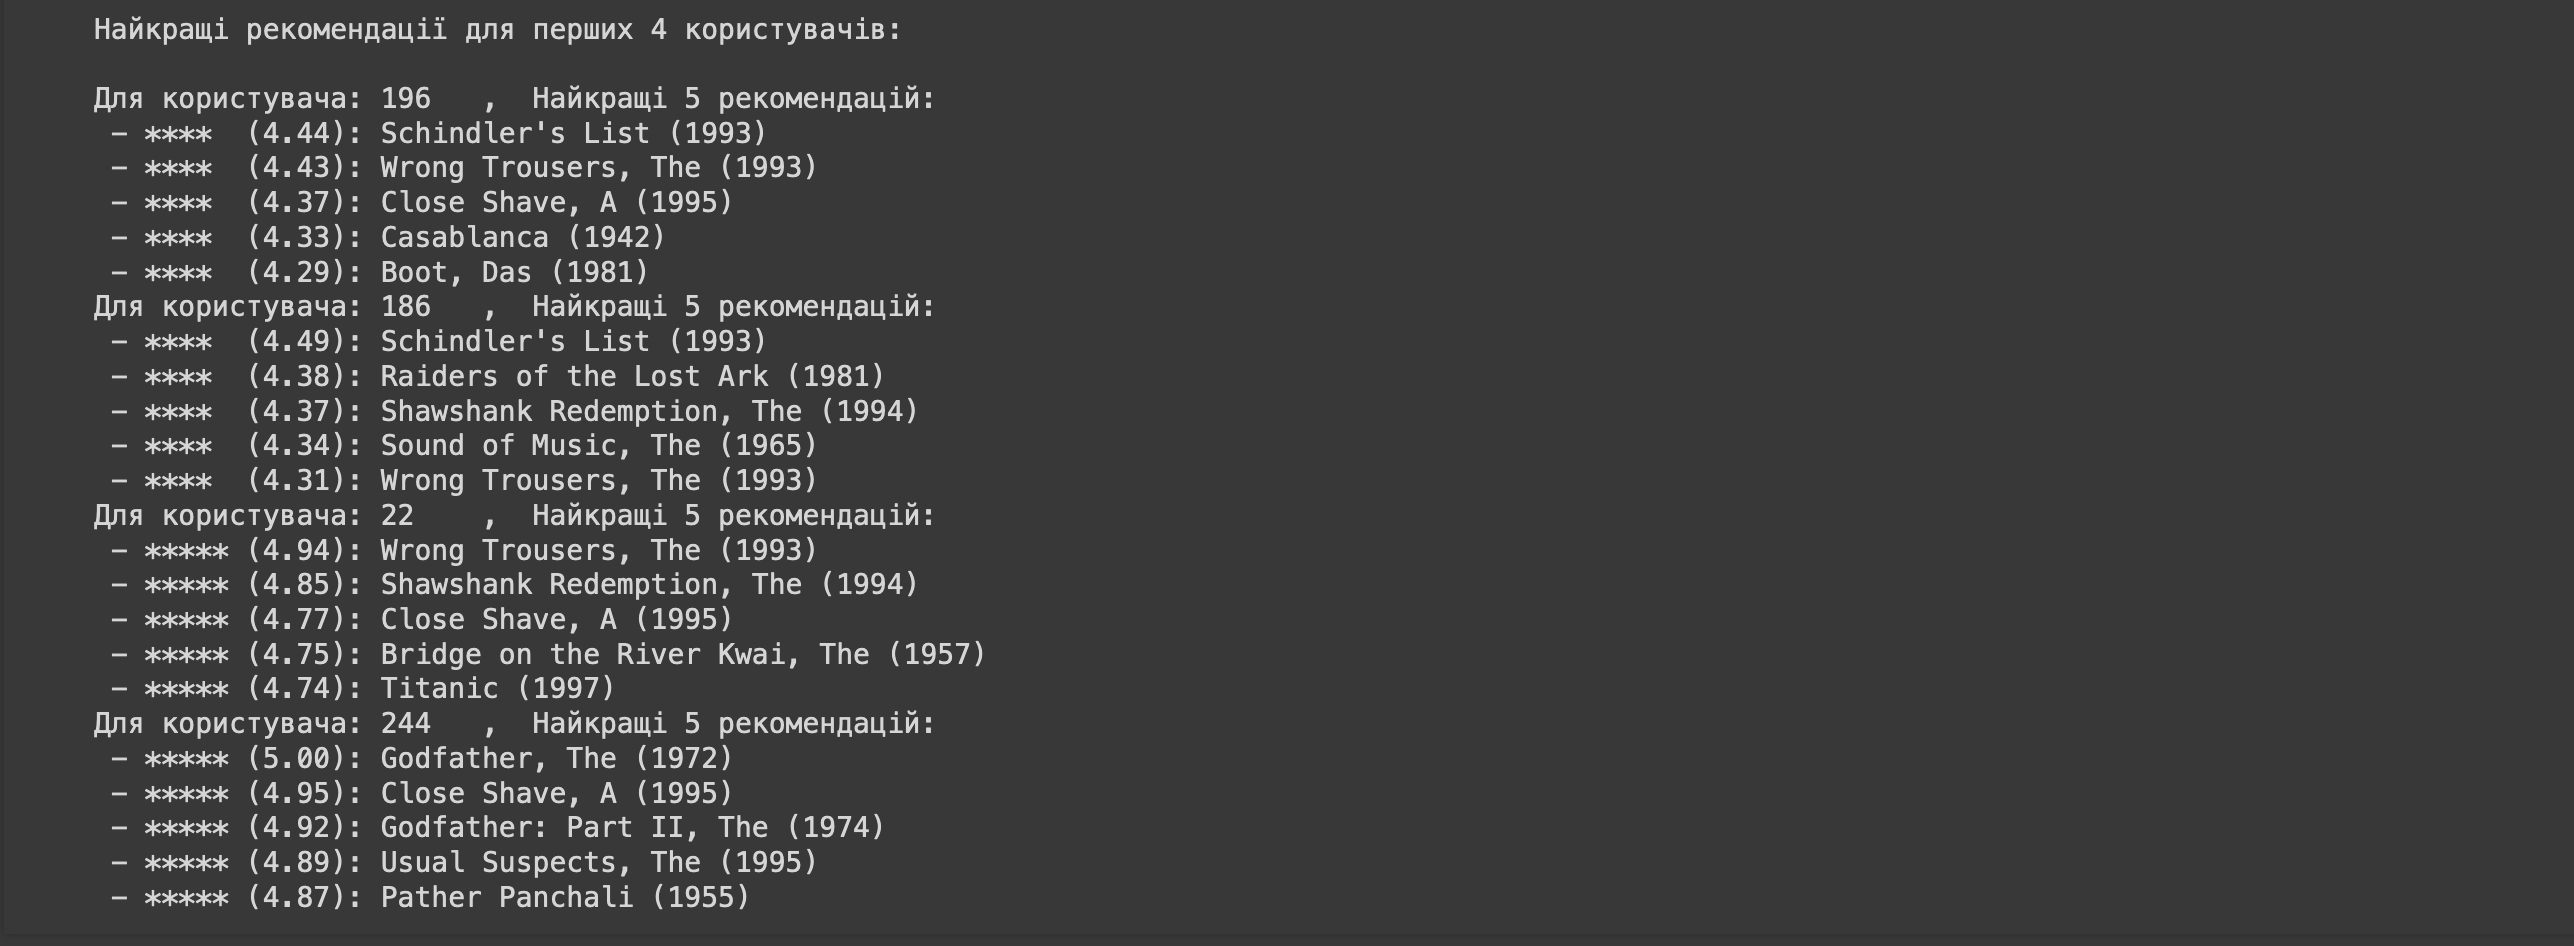 Найкращі рекомендації для перших 4 користувачів:
Для користувача: 196   ,  Найкращі 5 рекомендацій:
 – ****  (4.44): Schindler's List (1993)
 – ****  (4.43): Wrong Trousers, The (1993)
 – ****  (4.37): Close Shave, A (1995)
 – ****  (4.33): Casablanca (1942)
 – ****  (4.29): Boot, Das (1981)
Для користувача: 186   ,  Найкращі 5 рекомендацій:
 – ****  (4.49): Schindler's List (1993)
 – ****  (4.38): Raiders of the Lost Ark (1981)
 – ****  (4.37): Shawshank Redemption, The (1994)
 – ****  (4.34): Sound of Music, The (1965)
 – ****  (4.31): Wrong Trousers, The (1993)
Для користувача: 22    ,  Найкращі 5 рекомендацій:
 – ***** (4.94): Wrong Trousers, The (1993)
 – ***** (4.85): Shawshank Redemption, The (1994)
 – ***** (4.77): Close Shave, A (1995)
 – ***** (4.75): Bridge on the River Kwai, The (1957)
 – ***** (4.74): Titanic (1997)
Для користувача: 244   ,  Найкращі 5 рекомендацій:
 – ***** (5.00): Godfather, The (1972)
 – ***** (4.95): Close Shave, A (1995)
 – ***** (4.92): Godfather: Part II, The (1974)
 – ***** (4.89): Usual Suspects, The (1995)
 – ***** (4.87): Pather Panchali (1955)